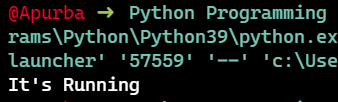 @Apurba ➜ Python Programming
rams\Python\Python39\python.ex
launcher' '57559' '--' 'c:\Use
It's Running